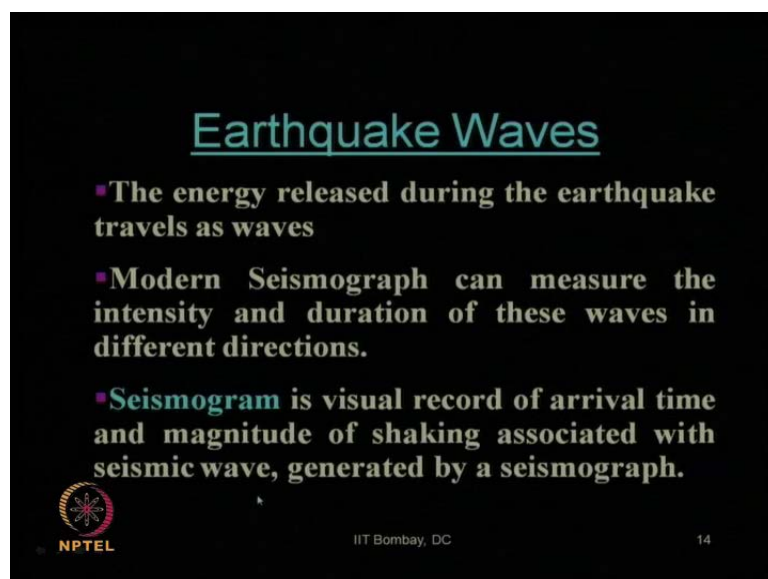 Earthquake Waves
▪The energy released during the earthquake
travels as waves
▪Modern Seismograph can measure the
intensity and duration of these waves in
different directions.
▪Seismogram is visual record of arrival time
and magnitude of shaking associated with
seismic wave, generated by a seismograph.
NPTEL
IIT Bombay, DC
14